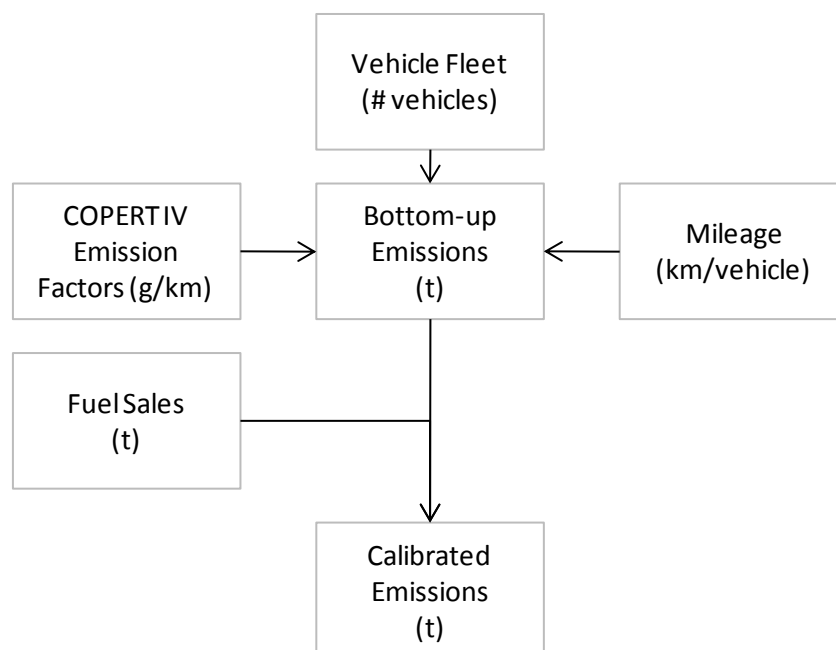 Vehicle Fleet
(# vehicles)
COPERT IV
Emission
Factors (g/km)
Bottom-up
Emissions
(t)
Mileage
(km/vehicle)
Fuel Sales
(t)
Calibrated
Emissions
(t)